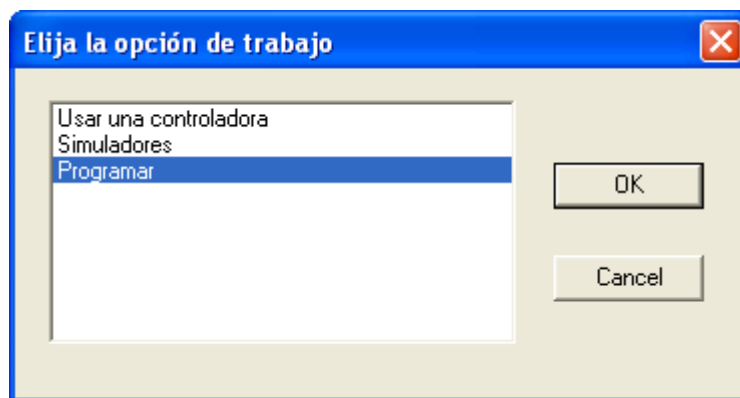 Elija la opción de trabajo
Usar una controladora
Simuladores
Programar
OK
Cancel